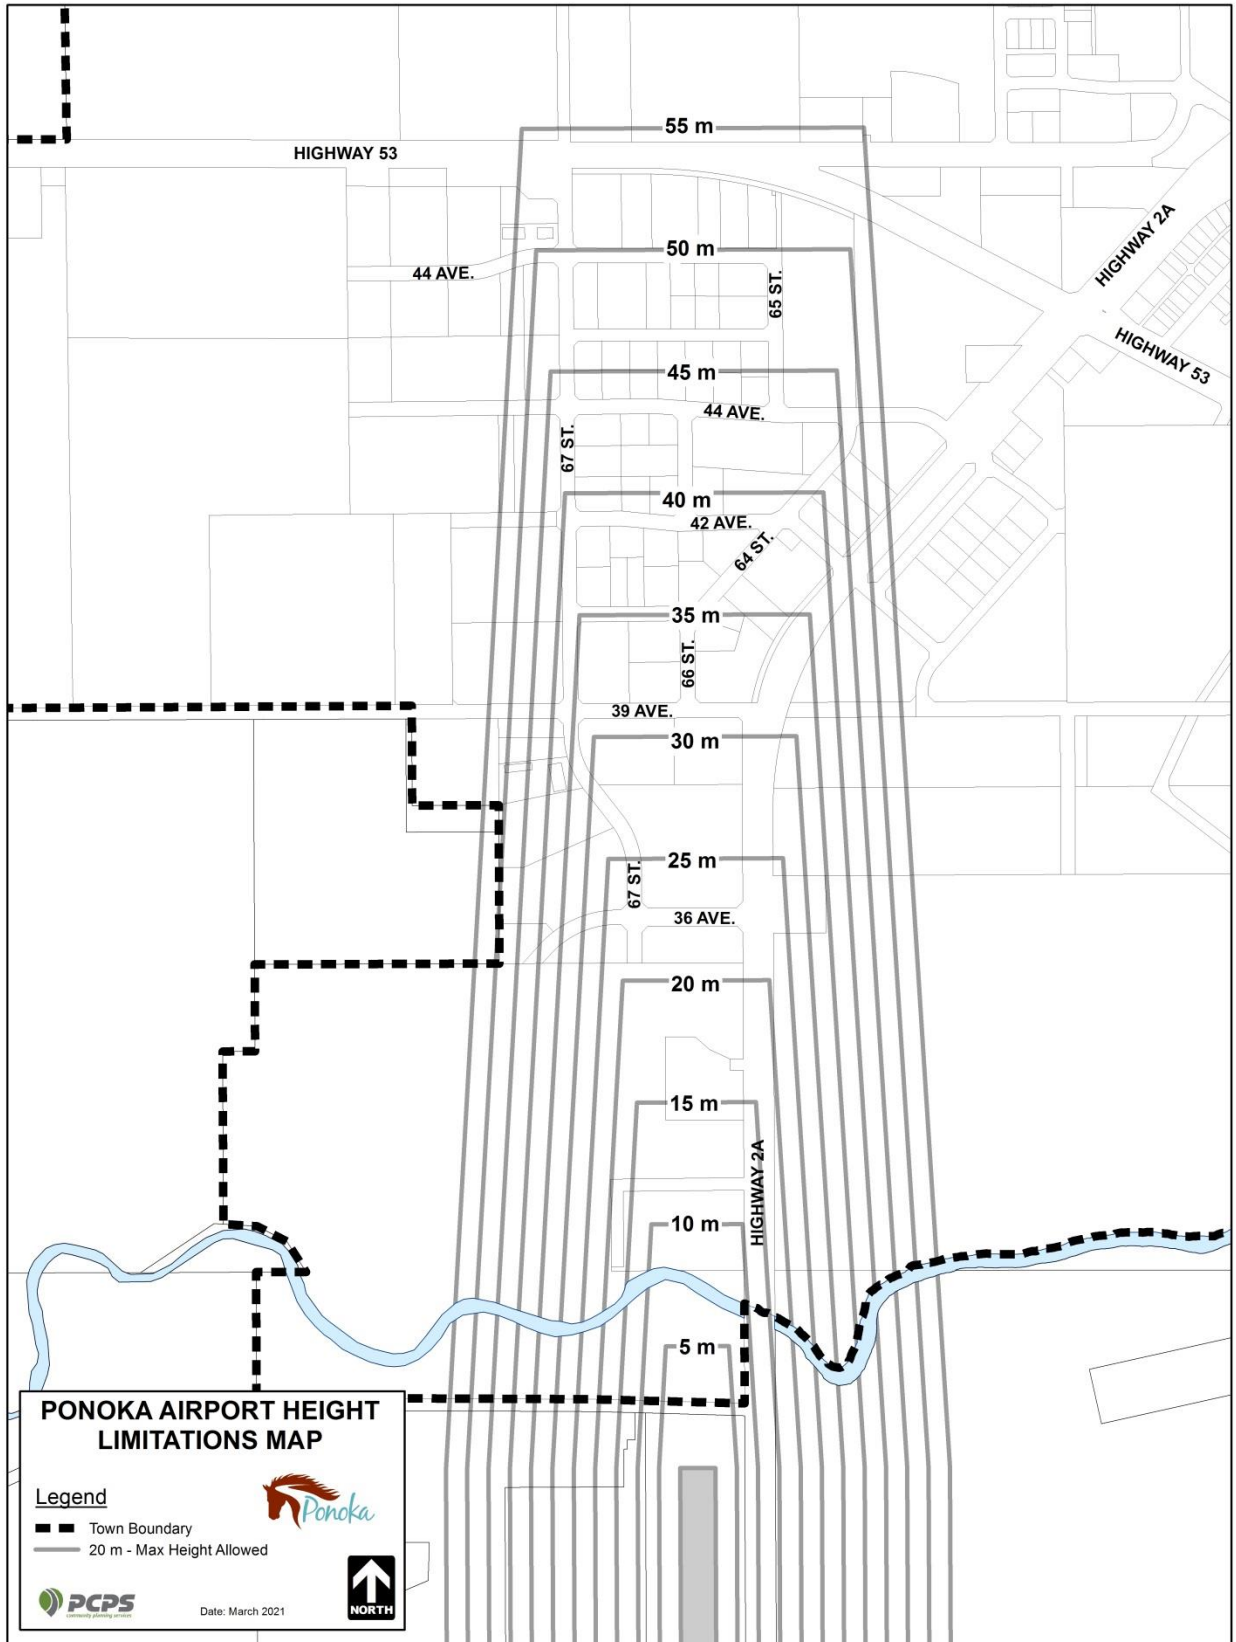 55 m
HIGHWAY 53
HIGHWAY 2A
50 m
44 AVE.
65 ST.
HIGHWAY 53
45 m
44 AVE.
67 ST.
40 m
42 AVE.
64 ST.
35 m
66 ST.
39 AVE.
30 m
25 m
67 ST.
36 AVE.
20 m
15 m
HIGHWAY 2A
10 m
5 m
PONOKA AIRPORT HEIGHT
LIMITATIONS MAP
Legend
Ponoka
Town Boundary
20 m - Max Height Allowed
PCPS
community planning services
Date: March 2021
NORTH